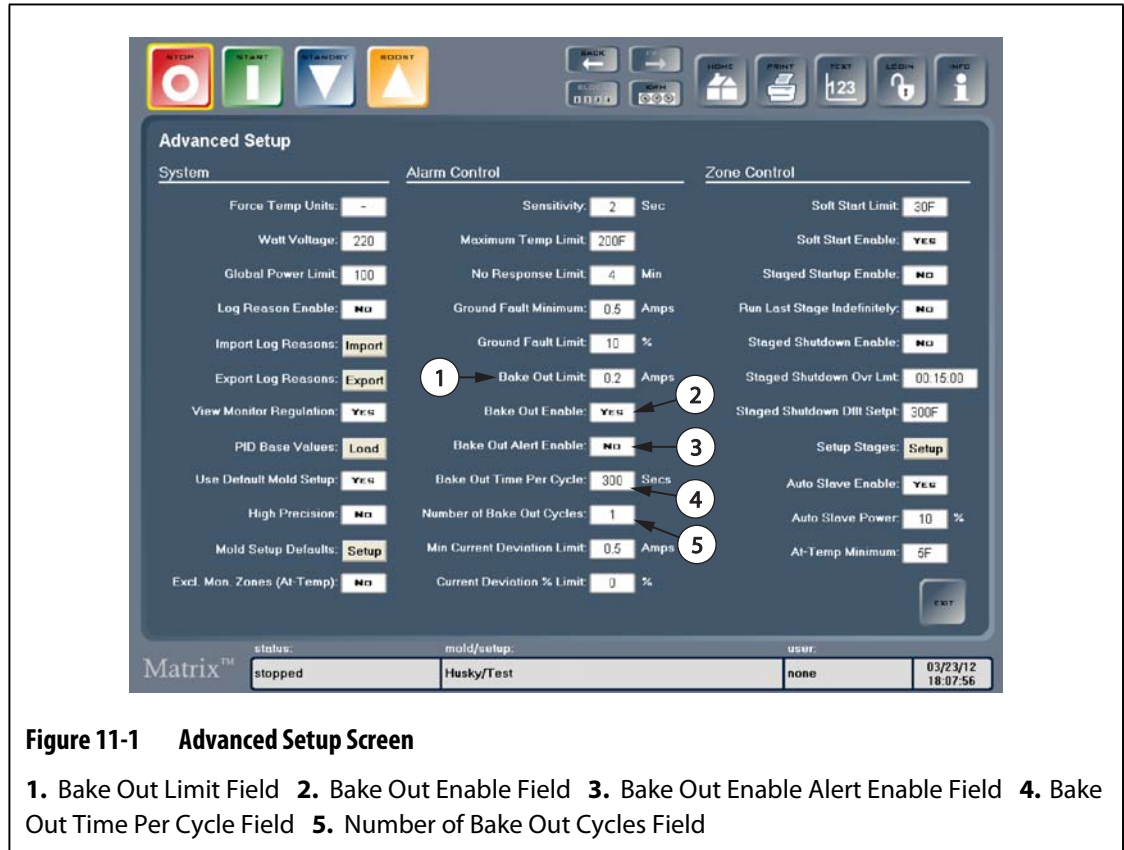 STOP START STANDBY BOOST BACK HOME PRINT TEXT LOGIN INFO
123
Advanced Setup
System Alarm Control Zone Control
Force Temp Units: - Sensitivity: 2 Sec Soft Start Limit: 30F
Watt Voltage: 220 Maximum Temp Limit: 200F Soft Start Enable: YES
Global Power Limit: 100 No Response Limit: 4 Min Staged Startup Enable: NO
Log Reason Enable: NO Ground Fault Minimum: 0.5 Amps Run Last Stage Indefinitely: NO
Import Log Reasons: Import Ground Fault Limit: 10 % Staged Shutdown Enable: NO
Export Log Reasons: Export 1 Bake Out Limit: 0.2 Amps Staged Shutdown Ovr Lmt: 00:15:00
View Monitor Regulation: YES Bake Out Enable: YES 2 Staged Shutdown Dflt Setpt: 300F
PID Base Values: Load Bake Out Alert Enable: NO 3 Setup Stages: Setup
Use Default Mold Setup: YES Bake Out Time Per Cycle: 300 Secs 4 Auto Slave Enable: YES
High Precision: NO Number of Bake Out Cycles: 1 5 Auto Slave Power: 10 %
Mold Setup Defaults: Setup Min Current Deviation Limit: 0.5 Amps At-Temp Minimum: 5F
Excl. Mon. Zones (At-Temp): NO Current Deviation % Limit: 0 %
EXIT
status: mold/setup: user:
Matrix™ stopped Husky/Test none 03/23/12
18:07:56
Figure 11-1 Advanced Setup Screen
1. Bake Out Limit Field 2. Bake Out Enable Field 3. Bake Out Enable Alert Enable Field 4. Bake
Out Time Per Cycle Field 5. Number of Bake Out Cycles Field